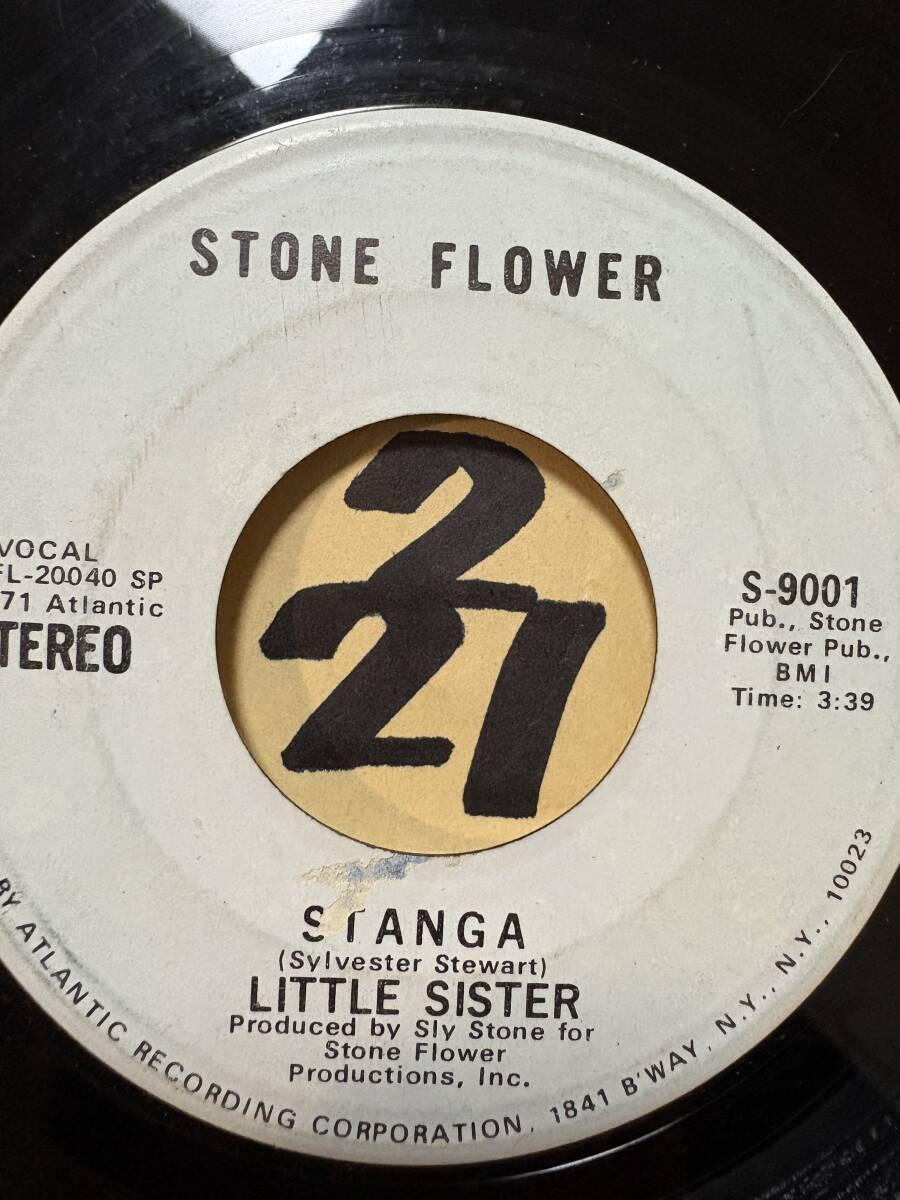 STONE FLOWER
2
21
VOCAL
FL-20040 SP
71 Atlantic
TEREO
S-9001
Pub., Stone
Flower Pub.,
BMI
Time: 3:39
STANGA
(Sylvester Stewart)
LITTLE SISTER
Produced by Sly Stone for
Stone Flower
Productions, Inc.
BY ATLANTIC RECORDING CORPORATION, 1841 B'WAY, N.Y., N.Y., 10023